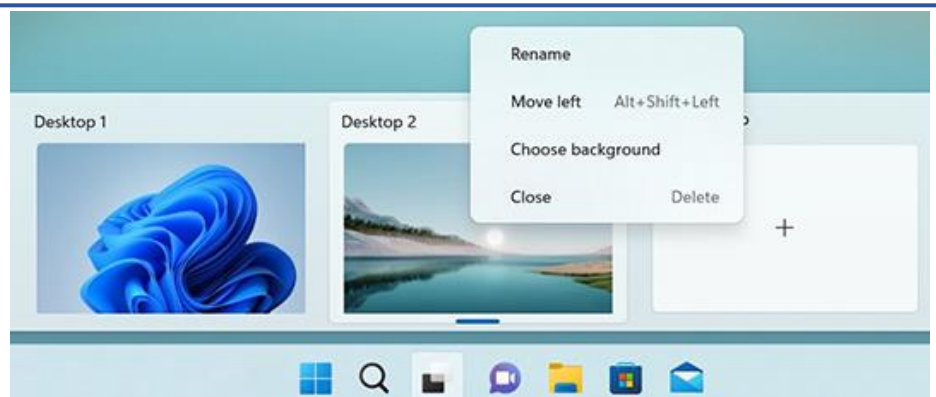 Rename
Move left Alt+Shift+Left
Desktop 1
Desktop 2
Choose background
Close Delete